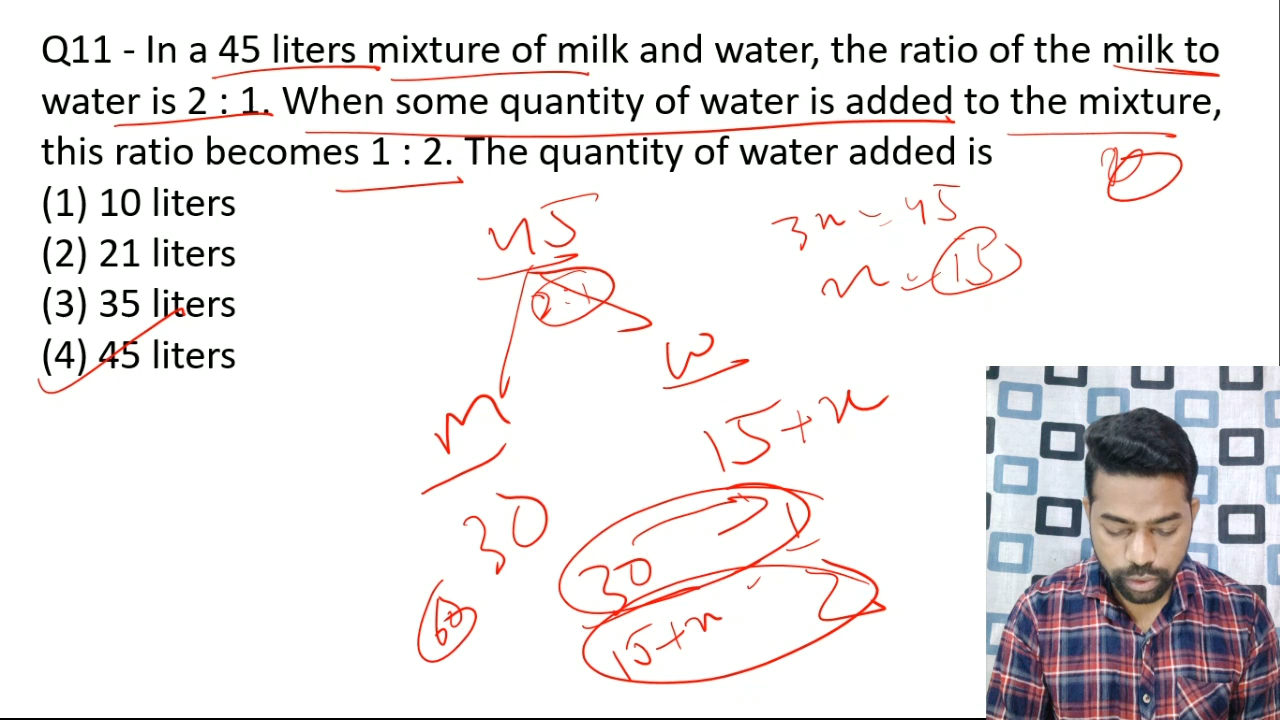 Q11 - In a 45 liters mixture of milk and water, the ratio of the milk to
water is 2 : 1. When some quantity of water is added to the mixture,
this ratio becomes 1 : 2. The quantity of water added is
(1) 10 liters
(2) 21 liters
(3) 35 liters
(4) 45 liters
45
3x = 45
x = 15
2:1
m
w
30
15+x
30
1
15+x
2
60